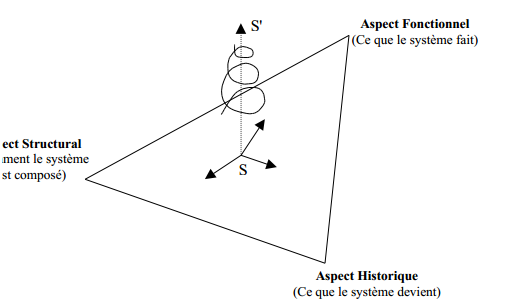 S'
Aspect Fonctionnel
(Ce que le système fait)
ect Structural
ment le système
st composé)
S
Aspect Historique
(Ce que le système devient)